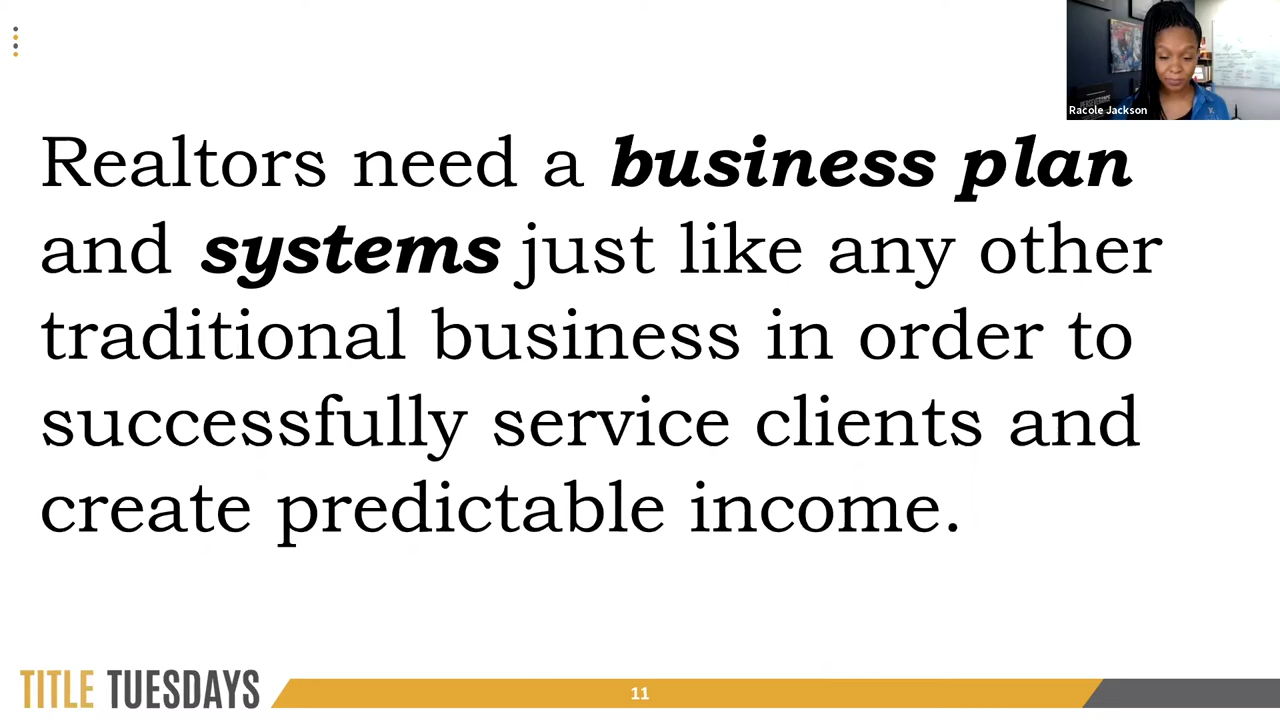 Racole Jackson
Realtors need a business plan
and systems just like any other
traditional business in order to
successfully service clients and
create predictable income.
TITLE TUESDAYS
11